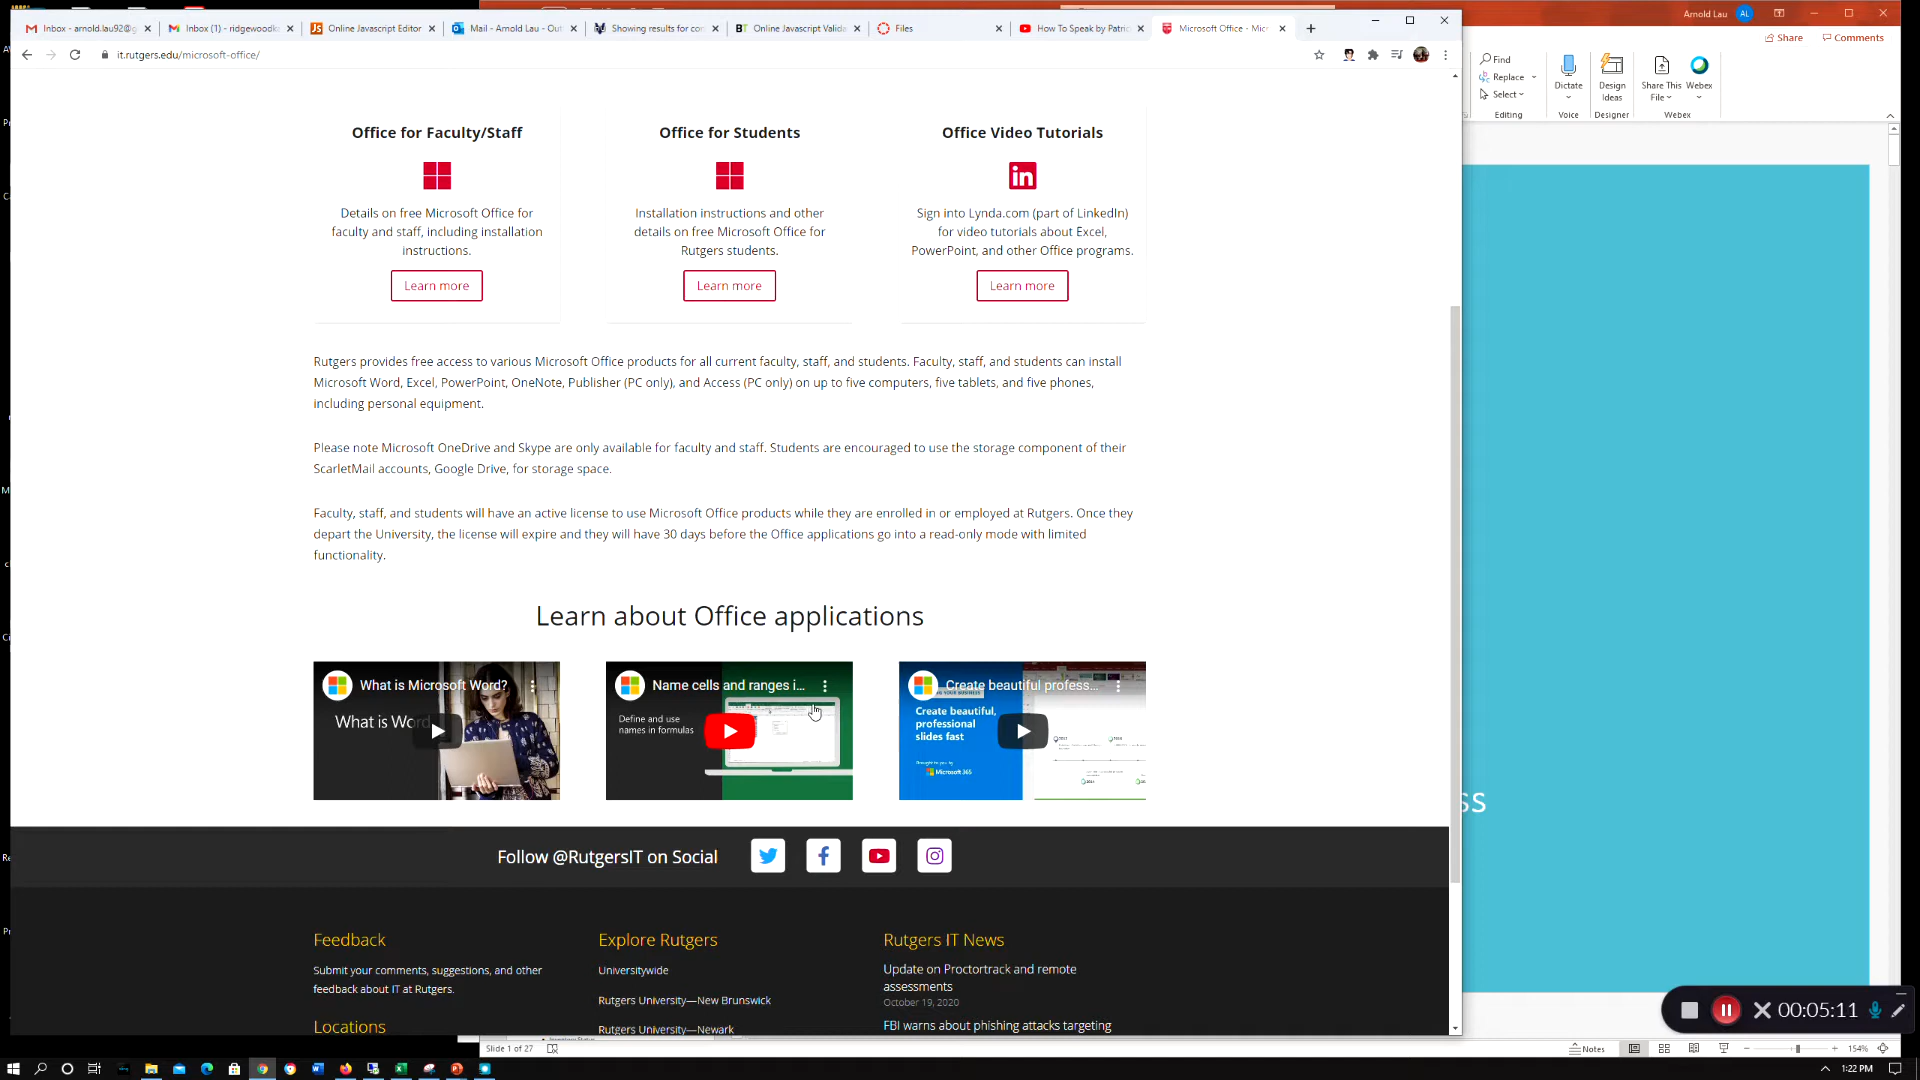 Inbox - arnold.lau92@g
Inbox (1) - ridgewoodk
Online Javascript Editor
Mail - Arnold Lau - Out
Showing results for con
Online Javascript Valida
Files
How To Speak by Patric
Microsoft Office - Micr
it.rutgers.edu/microsoft-office/
Arnold Lau AL
Share Comments
Find
Replace
Select
Editing
Dictate
Voice
Design
Ideas
Designer
Share This
File
Webex
Webex
Office for Faculty/Staff
Details on free Microsoft Office for
faculty and staff, including installation
instructions.
Learn more
Office for Students
Installation instructions and other
details on free Microsoft Office for
Rutgers students.
Learn more
Office Video Tutorials
in
Sign into Lynda.com (part of LinkedIn)
for video tutorials about Excel,
PowerPoint, and other Office programs.
Learn more
Rutgers provides free access to various Microsoft Office products for all current faculty, staff, and students. Faculty, staff, and students can install
Microsoft Word, Excel, PowerPoint, OneNote, Publisher (PC only), and Access (PC only) on up to five computers, five tablets, and five phones,
including personal equipment.
Please note Microsoft OneDrive and Skype are only available for faculty and staff. Students are encouraged to use the storage component of their
ScarletMail accounts, Google Drive, for storage space.
Faculty, staff, and students will have an active license to use Microsoft Office products while they are enrolled in or employed at Rutgers. Once they
depart the University, the license will expire and they will have 30 days before the Office applications go into a read-only mode with limited
functionality.
Learn about Office applications
What is Microsoft Word?
What is Wor
Name cells and ranges i...
Define and use
names in formulas
Create beautiful profess...
Create beautiful,
professional
slides fast
Brought to you by
Microsoft 365
ss
Follow @RutgersIT on Social
Feedback
Submit your comments, suggestions, and other
feedback about IT at Rutgers.
Locations
Explore Rutgers
Universitywide
Rutgers University—New Brunswick
Rutgers University—Newark
Rutgers IT News
Update on Proctortrack and remote
assessments
October 19, 2020
FBI warns about phishing attacks targeting
00:05:11
Slide 1 of 27
Notes
154%
1:22 PM